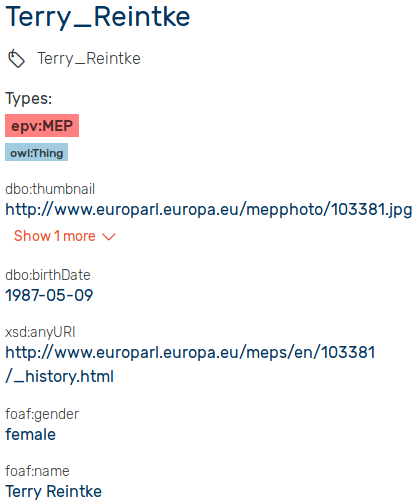 Terry_Reintke
Terry_Reintke
Types:
epv:MEP
owl:Thing
dbo:thumbnail
http://www.europarl.europa.eu/mepphoto/103381.jpg
Show 1 more
dbo:birthDate
1987-05-09
xsd:anyURI
http://www.europarl.europa.eu/meps/en/103381
/_history.html
foaf:gender
female
foaf:name
Terry Reintke